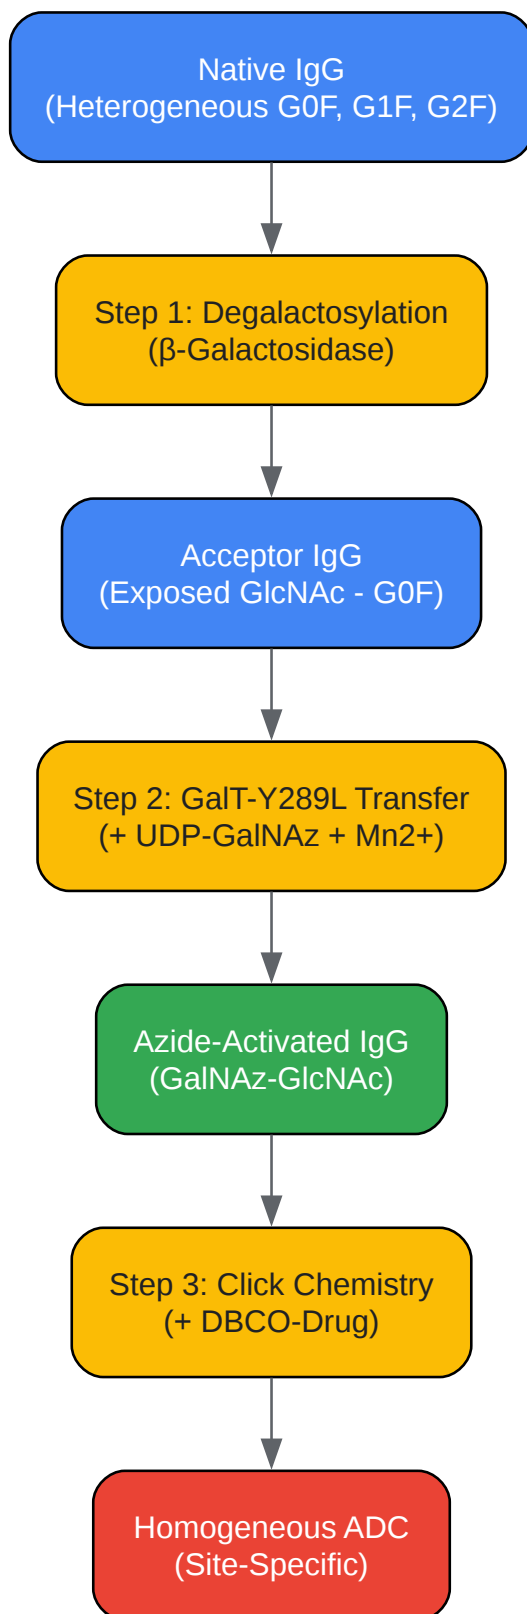 Native IgG
(Heterogeneous G0F, G1F, G2F)
Step 1: Degalactosylation
(β-Galactosidase)
Acceptor IgG
(Exposed GlcNAc - G0F)
Step 2: GalT-Y289L Transfer
(+ UDP-GalNAz + Mn2+)
Azide-Activated IgG
(GalNAz-GlcNAc)
Step 3: Click Chemistry
(+ DBCO-Drug)
Homogeneous ADC
(Site-Specific)